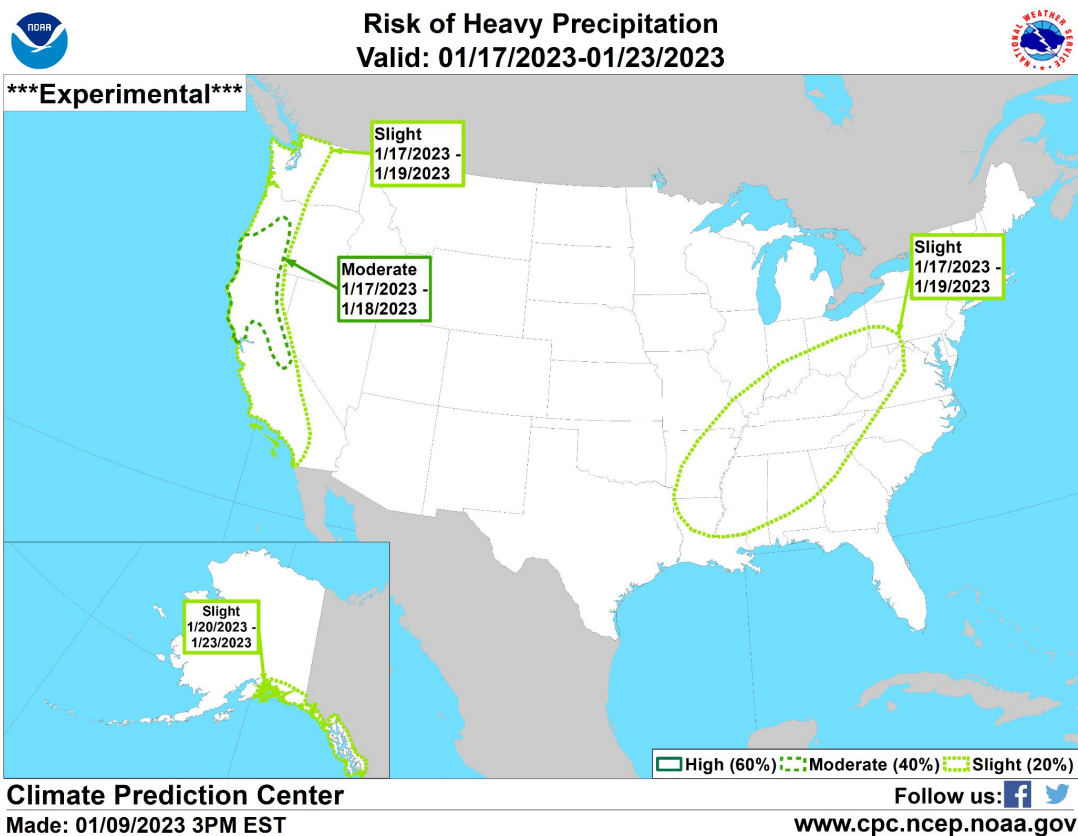 NOAA
Risk of Heavy Precipitation
Valid: 01/17/2023-01/23/2023
NATIONAL WEATHER SERVICE
***Experimental***
Slight
1/17/2023 -
1/19/2023
Moderate
1/17/2023 -
1/18/2023
Slight
1/17/2023 -
1/19/2023
Slight
1/20/2023 -
1/23/2023
High (60%) Moderate (40%) Slight (20%)
Climate Prediction Center
Follow us:
Made: 01/09/2023 3PM EST
www.cpc.ncep.noaa.gov